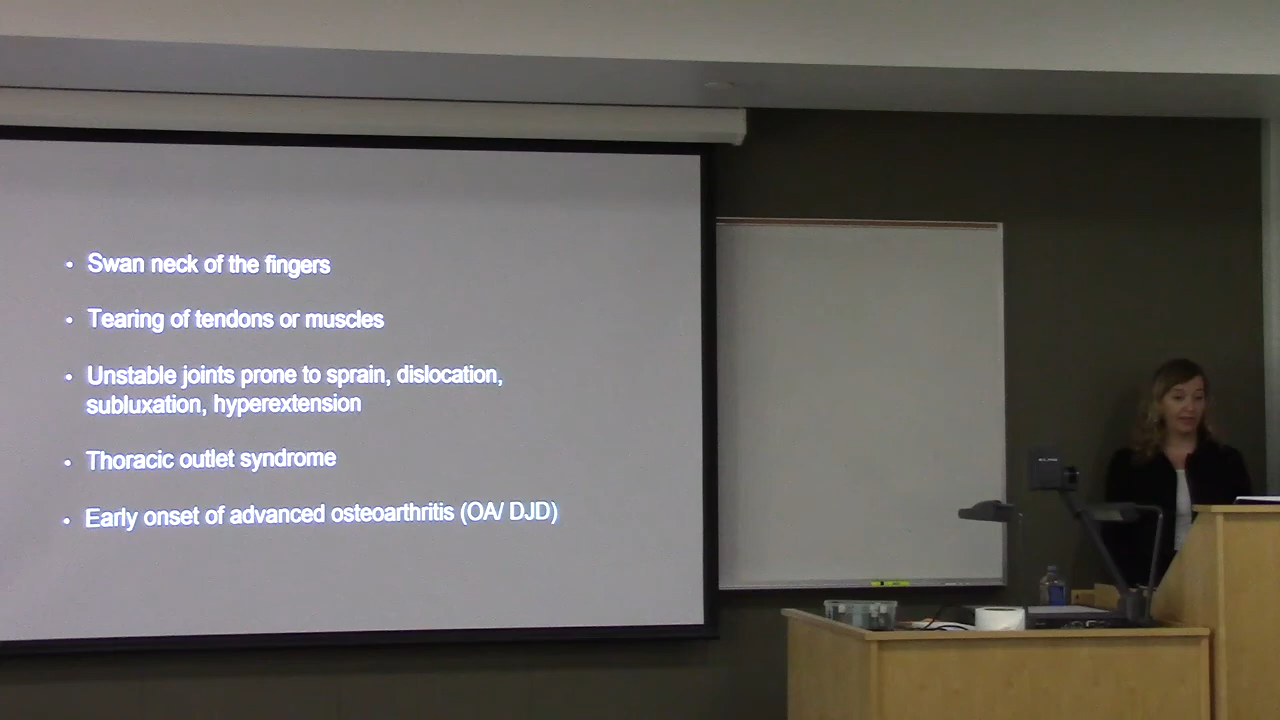 • Swan neck of the fingers
• Tearing of tendons or muscles
• Unstable joints prone to sprain, dislocation,
subluxation, hyperextension
• Thoracic outlet syndrome
• Early onset of advanced osteoarthritis (OA/ DJD)